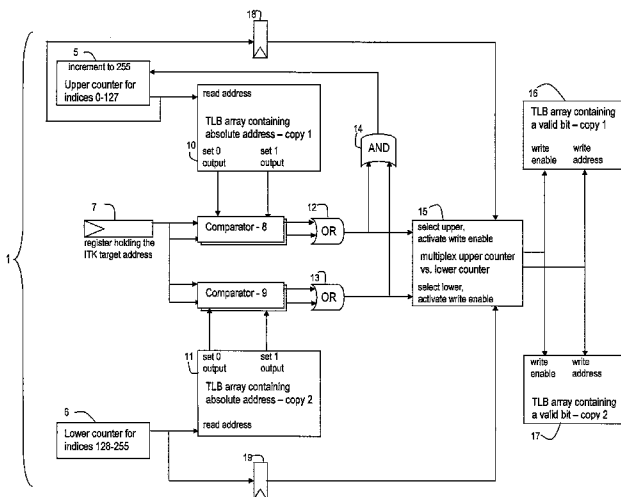 18
5
increment to 255
Upper counter for
indices 0-127
read address
TLB array containing
absolute address – copy 1
10
set 0
output
set 1
output
14
AND
16
TLB array containing
a valid bit – copy 1
write
enable
write
address
7
register holding the
ITK target address
Comparator - 8
12
OR
15
select upper,
activate write enable
multiplex upper counter
vs. lower counter
select lower,
activate write enable
1
Comparator - 9
13
OR
11
set 0
output
set 1
output
TLB array containing
absolute address – copy 2
read address
6
Lower counter for
indices 128-255
19
write
enable
write
address
TLB array containing
a valid bit – copy 2
17